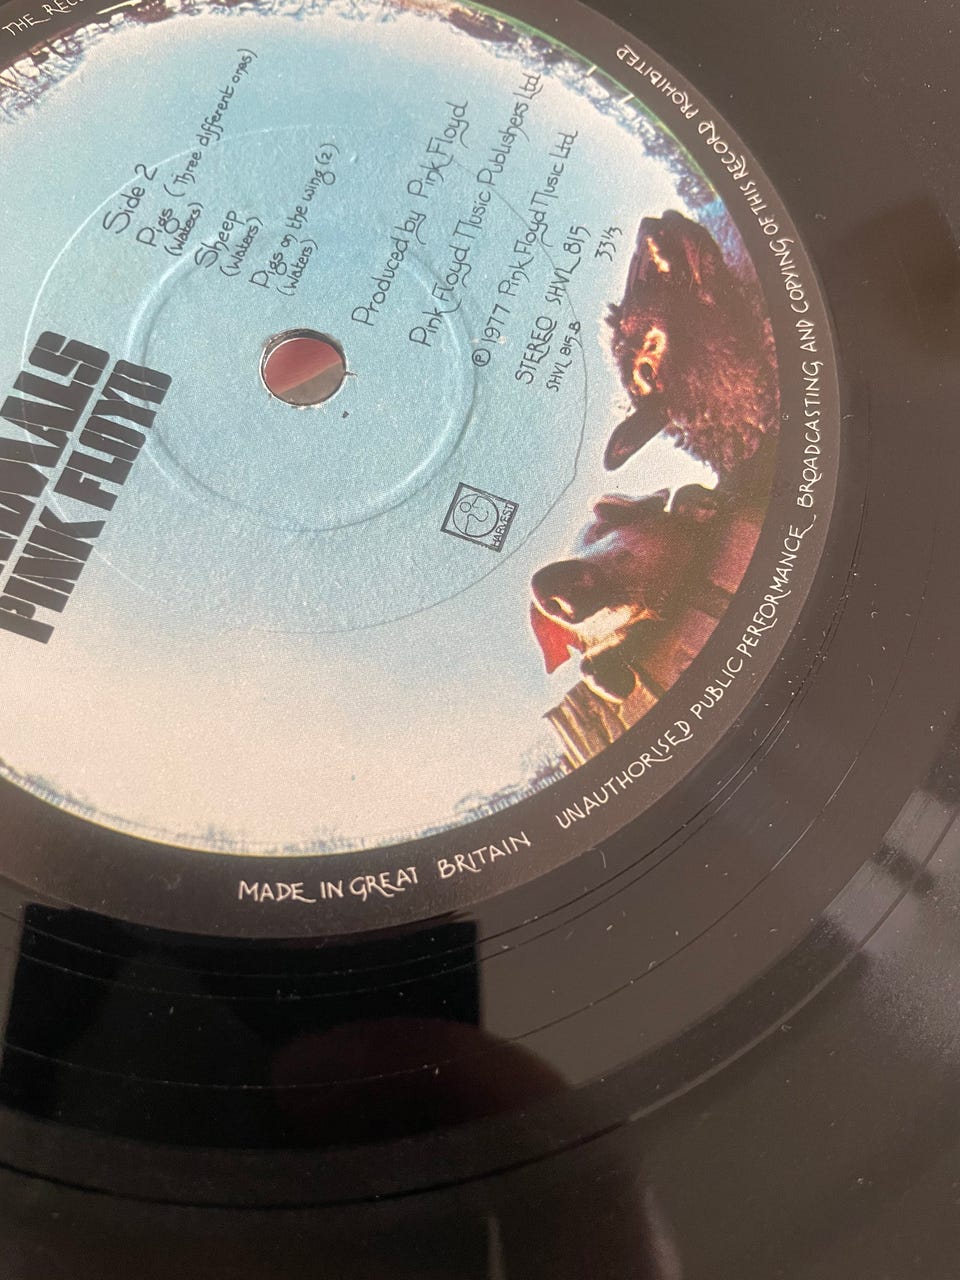 Side 2
Pigs (Three different ones)
(Waters)
Sheep
(Waters)
Pigs on the wing (2)
(Waters)
Produced by Pink Floyd
Pink Floyd Music Publishers Ltd
℗ 1977 Pink Floyd Music Ltd
STEREO SHVL 815
SHVL 815.B
33⅓
PINK FLOYD
HARVEST
THE
MADE IN GREAT BRITAIN UNAUTHORISED PUBLIC PERFORMANCE BROADCASTING AND COPYING OF THIS RECORD PROHIBITED